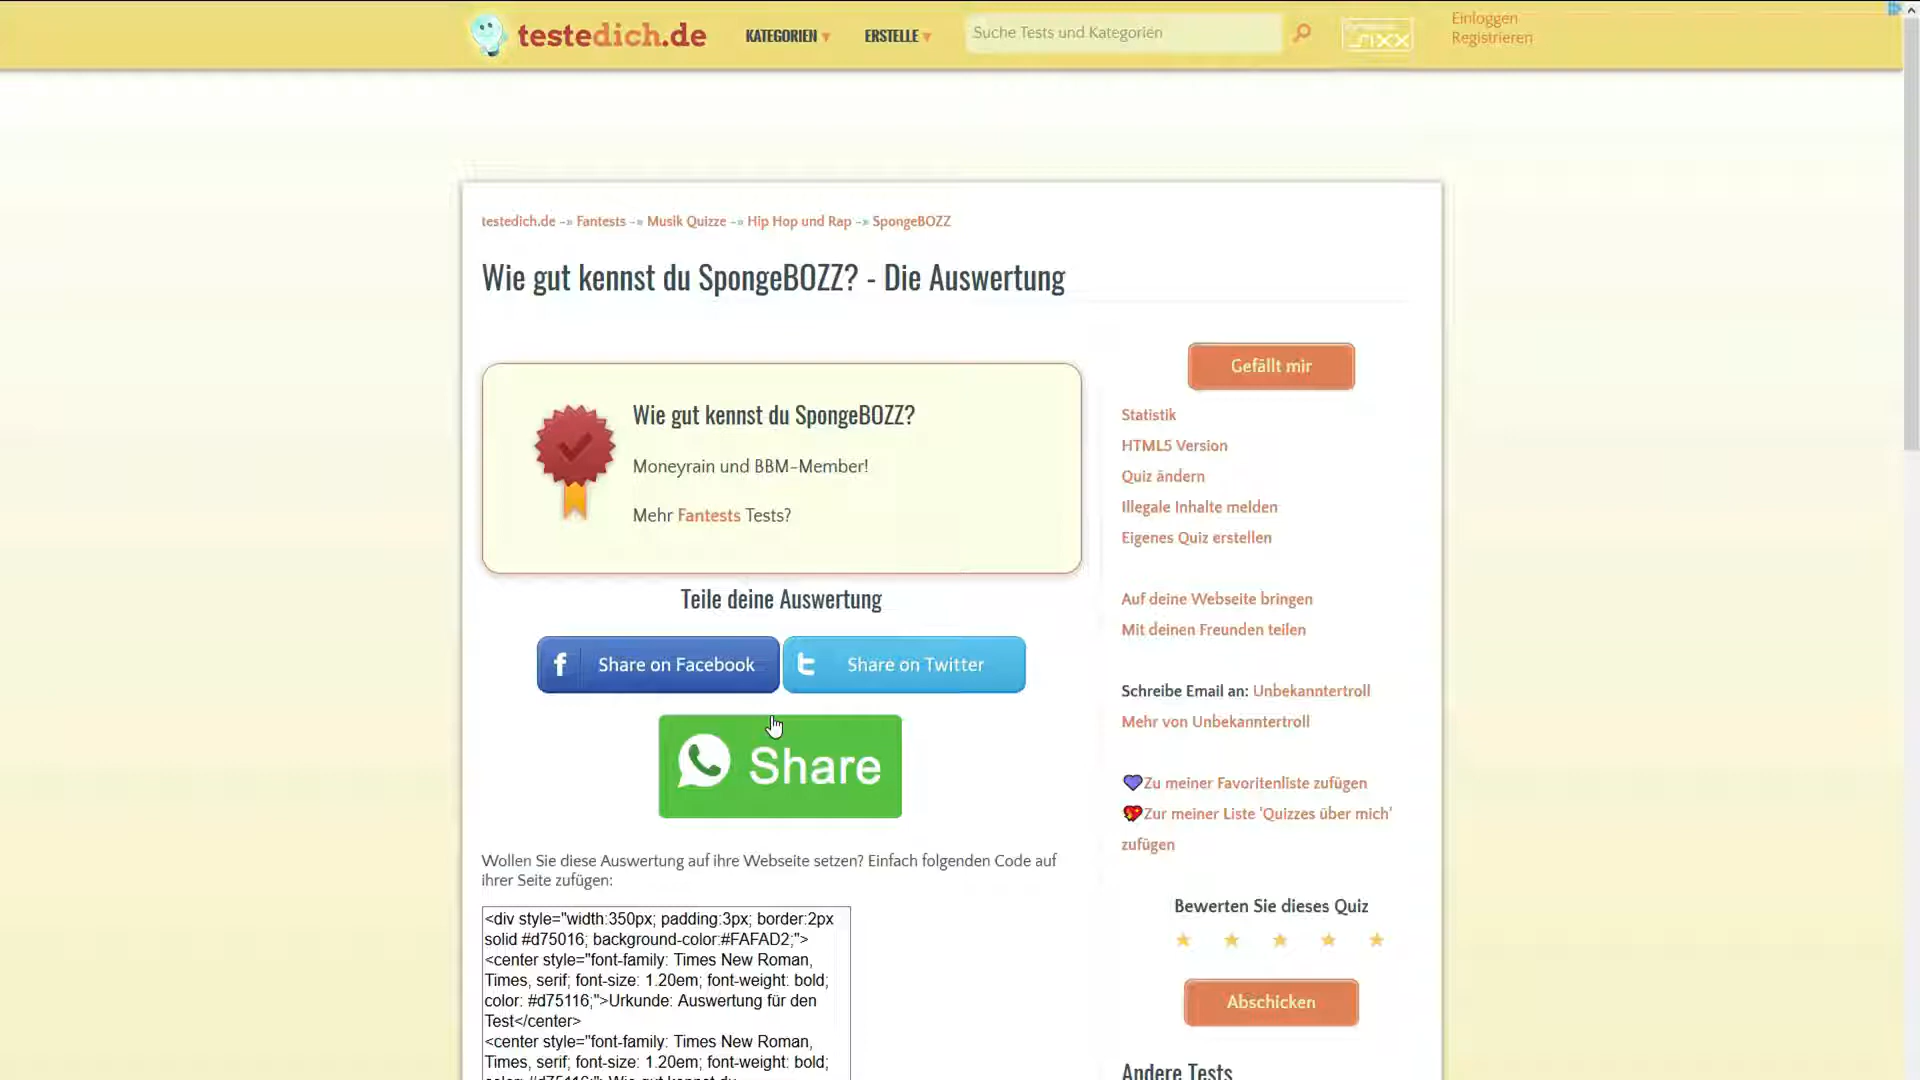 testedich.de
KATEGORIEN
ERSTELLE
Suche Tests und Kategorien
sixx
Einloggen
Registrieren
testedich.de -» Fantests -» Musik Quizze -» Hip Hop und Rap -» SpongeBOZZ
Wie gut kennst du SpongeBOZZ? - Die Auswertung
Wie gut kennst du SpongeBOZZ?
Moneyrain und BBM-Member!
Mehr Fantests Tests?
Teile deine Auswertung
Share on Facebook
Share on Twitter
Share
Wollen Sie diese Auswertung auf ihre Webseite setzen? Einfach folgenden Code auf
ihrer Seite zufügen:
<div style="width:350px; padding:3px; border:2px
solid #d75016; background-color:#FAFAD2;">
<center style="font-family: Times New Roman,
Times, serif; font-size: 1.20em; font-weight: bold;
color: #d75116;">Urkunde: Auswertung für den
Test</center>
<center style="font-family: Times New Roman,
Times, serif; font-size: 1.20em; font-weight: bold;
Gefällt mir
Statistik
HTML5 Version
Quiz ändern
Illegale Inhalte melden
Eigenes Quiz erstellen
Auf deine Webseite bringen
Mit deinen Freunden teilen
Schreibe Email an: Unbekanntertroll
Mehr von Unbekanntertroll
Zu meiner Favoritenliste zufügen
Zur meiner Liste 'Quizzes über mich'
zufügen
Bewerten Sie dieses Quiz
Abschicken
Andere Tests